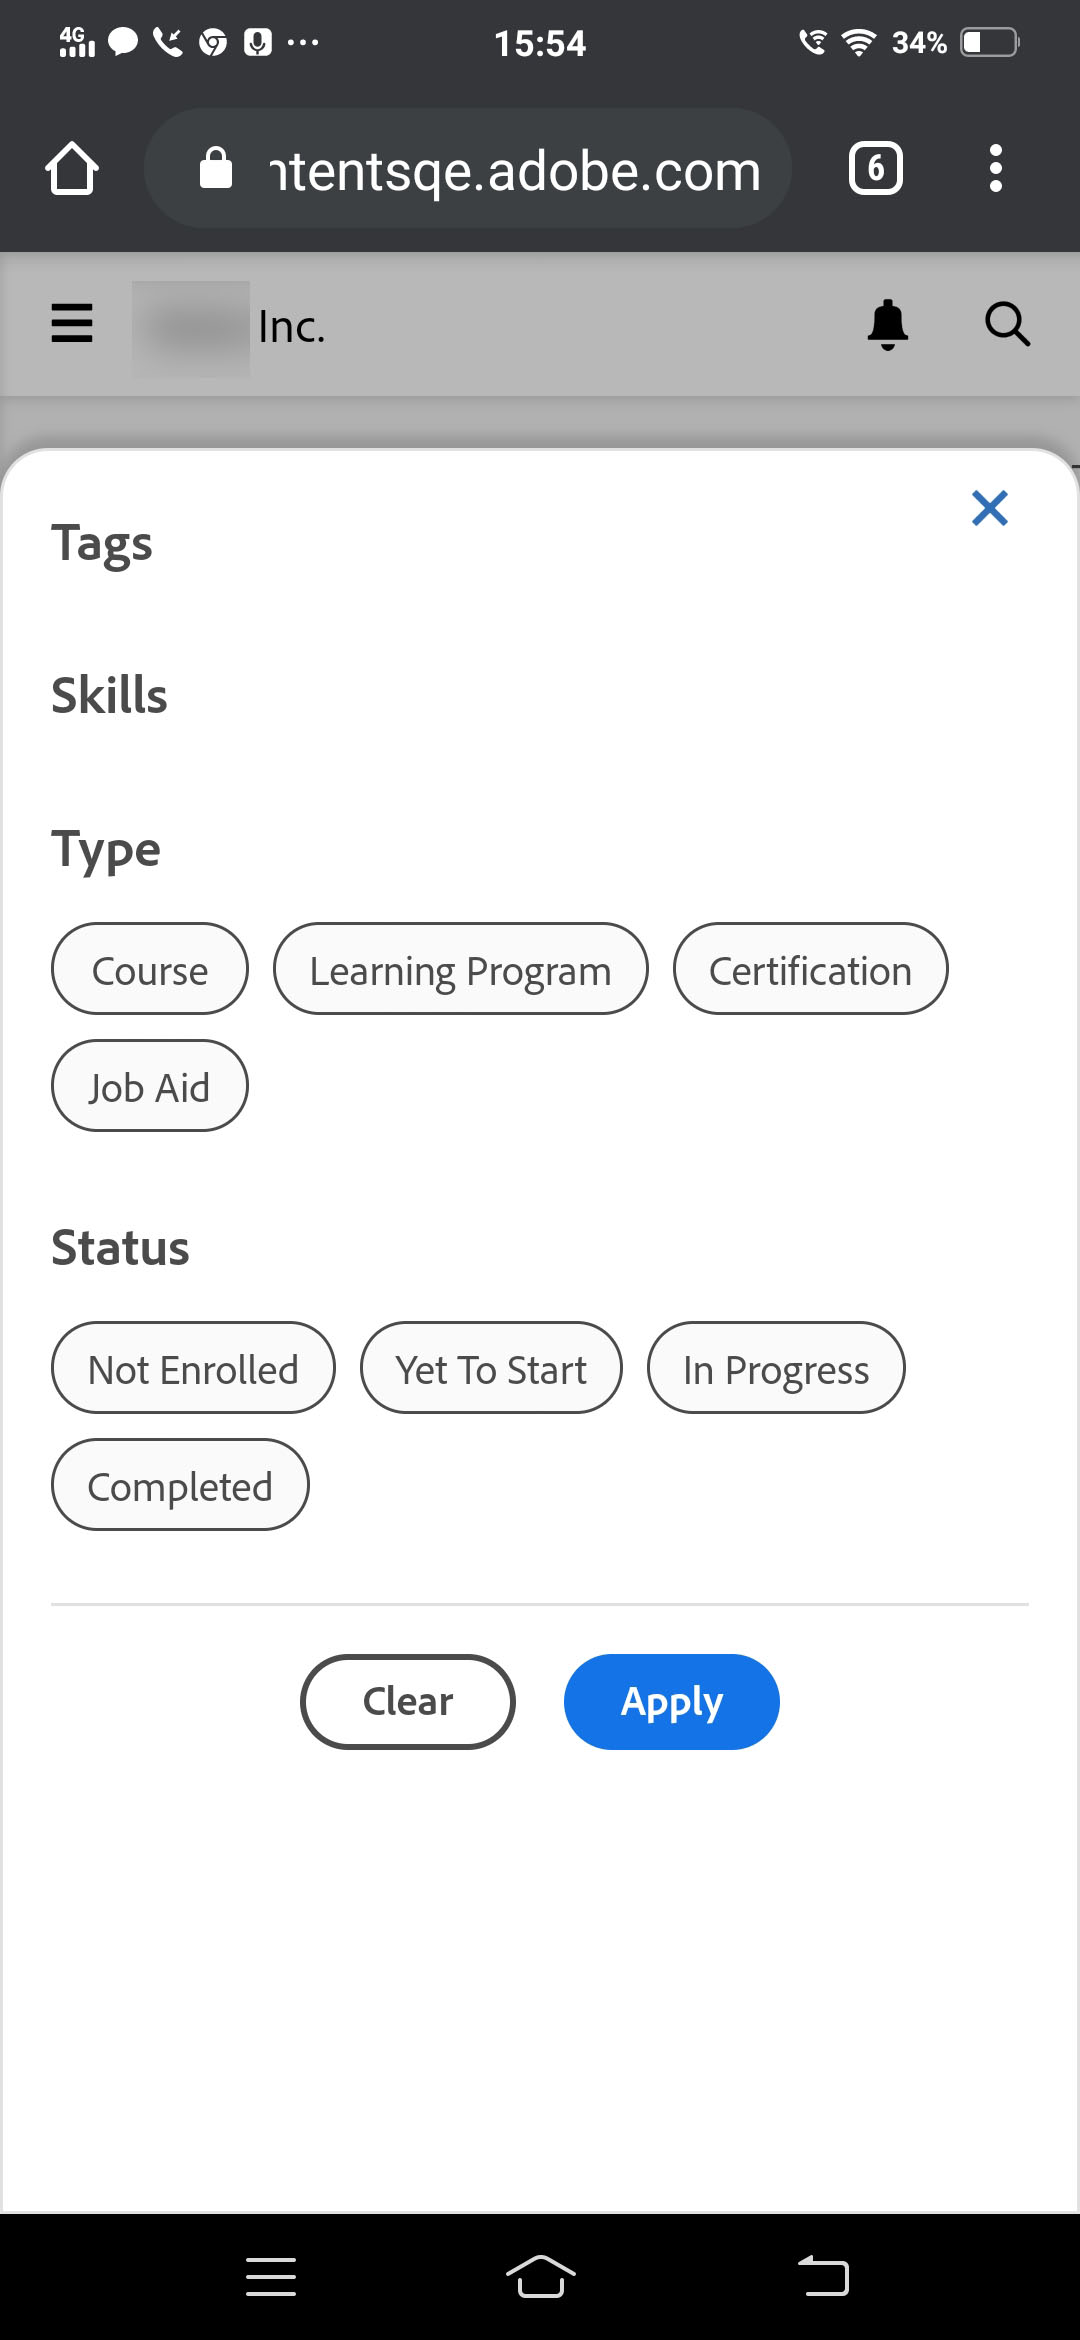 4G 15:54 34%
ntentsqe.adobe.com 6
Inc.
Tags
Skills
Type
Course Learning Program Certification
Job Aid
Status
Not Enrolled Yet To Start In Progress
Completed
Clear Apply